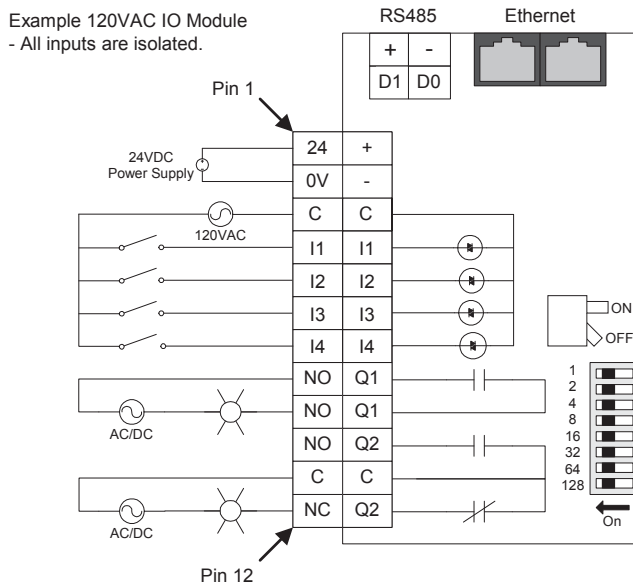 Example 120VAC IO Module
- All inputs are isolated.
RS485
Ethernet
+ -
D1 D0
Pin 1
24VDC
Power Supply
24 +
0V -
C C
120VAC
I1 I1
I2 I2
I3 I3
I4 I4
NO Q1
NO Q1
AC/DC
NO Q2
C C
NC Q2
AC/DC
Pin 12
ON
OFF
1
2
4
8
16
32
64
128
On